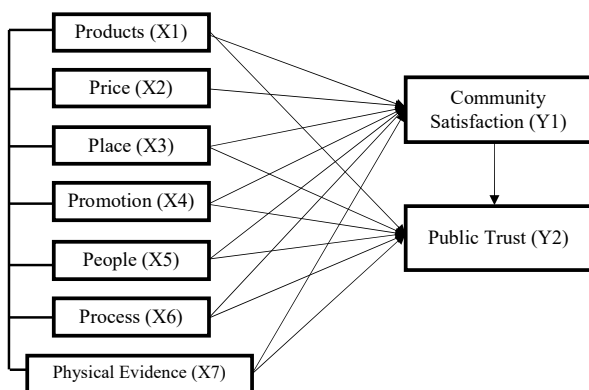 Products (X1)
Price (X2)
Place (X3)
Promotion (X4)
People (X5)
Process (X6)
Physical Evidence (X7)
Community
Satisfaction (Y1)
Public Trust (Y2)